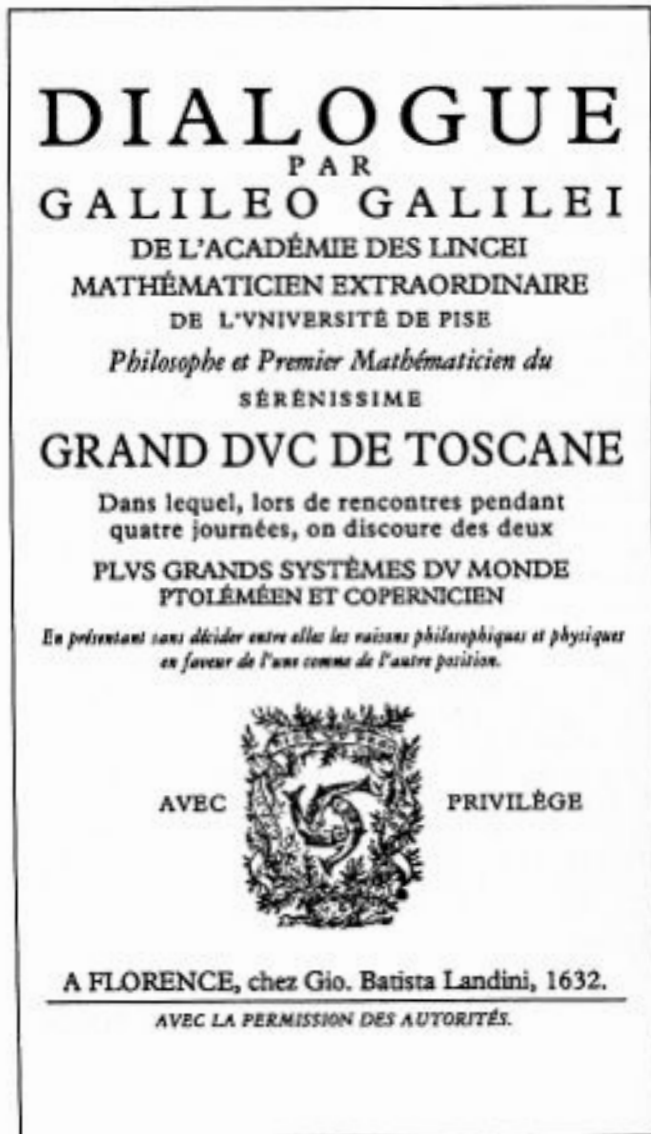 DIALOGUE
PAR
GALILEO GALILEI
DE L'ACADÉMIE DES LINCEI
MATHÉMATICIEN EXTRAORDINAIRE
DE L'VNIVERSITÉ DE PISE
Philosophe et Premier Mathématicien du
SÉRÉNISSIME
GRAND DVC DE TOSCANE
Dans lequel, lors de rencontres pendant
quatre journées, on discoure des deux
PLVS GRANDS SYSTÈMES DV MONDE
PTOLÉMÉEN ET COPERNICIEN
En présentant sans décider entre elles les raisons philosophiques et physiques
en faveur de l'une comme de l'autre position.
AVEC PRIVILÈGE
A FLORENCE, chez Gio. Batista Landini, 1632.
AVEC LA PERMISSION DES AUTORITÉS.